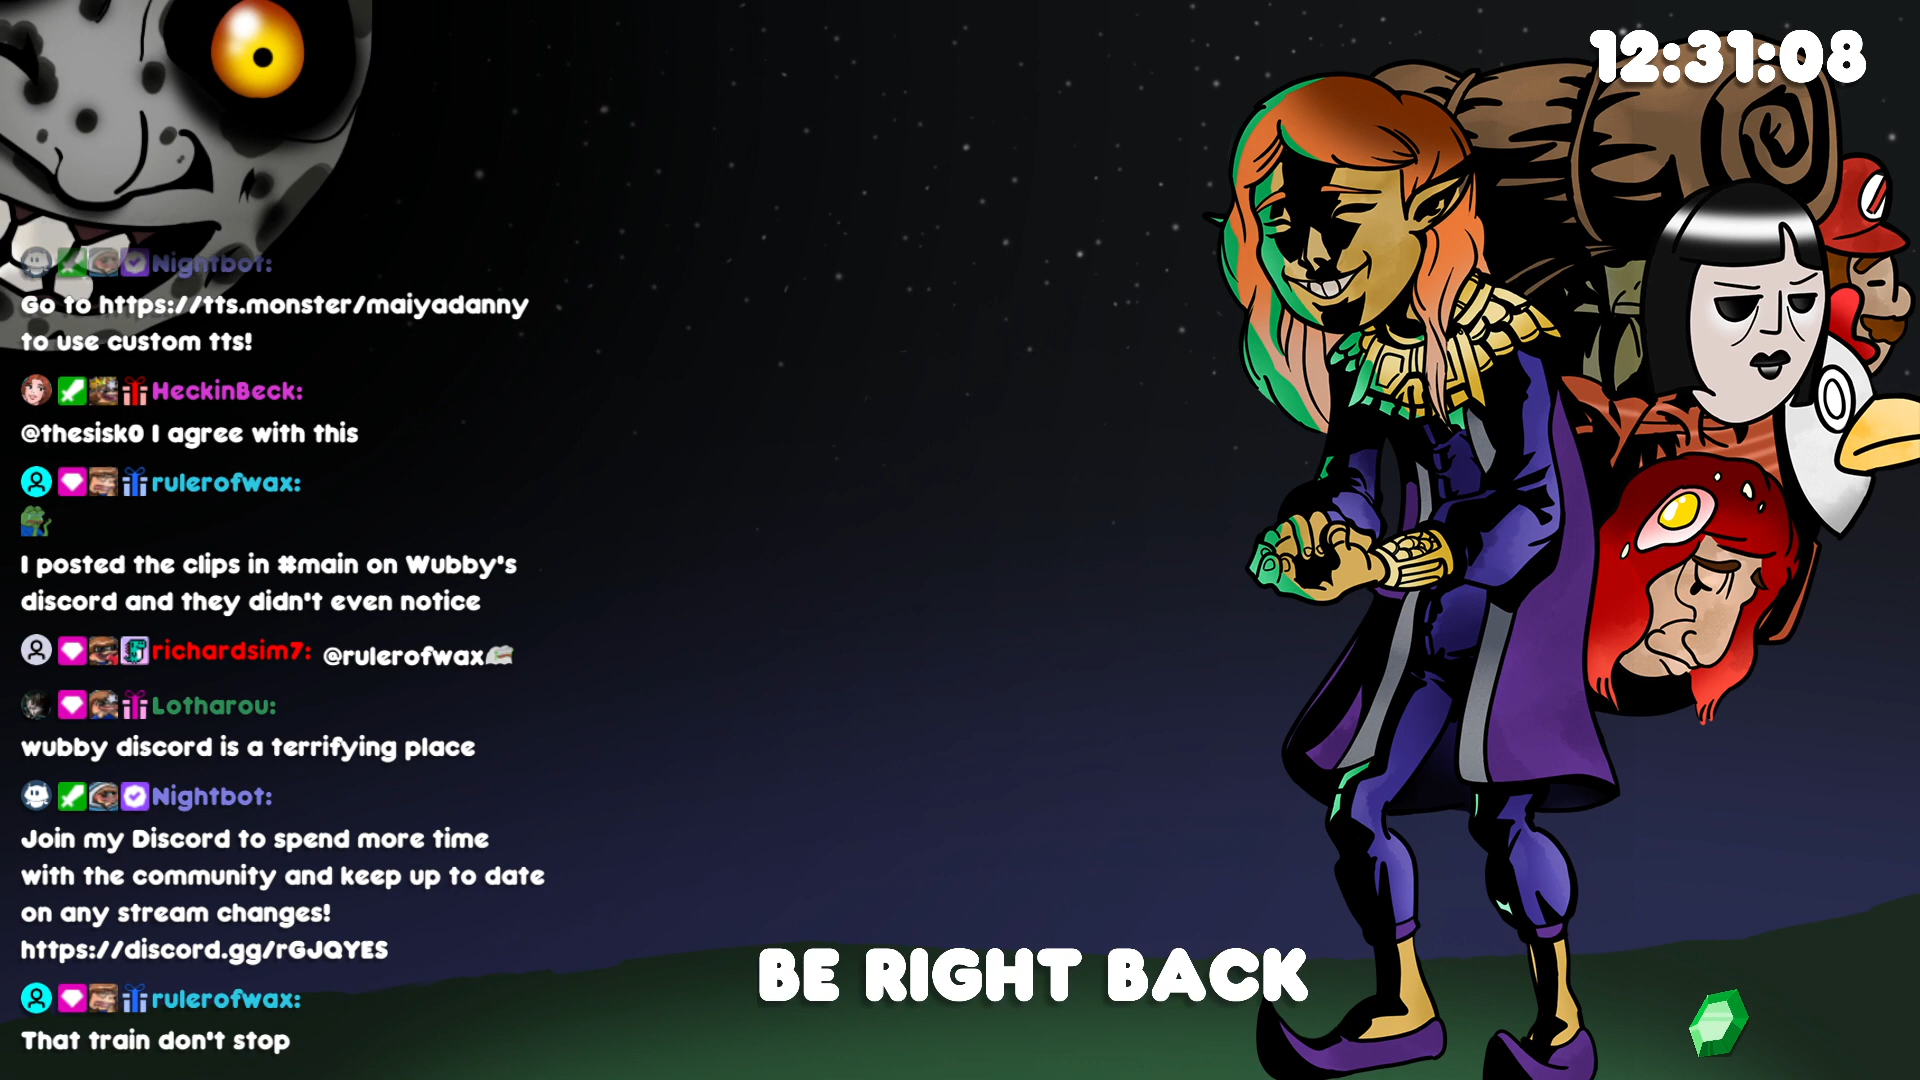 12:31:08
Nightbot:
Go to https://tts.monster/maiyadanny
to use custom tts!
HeckinBeck:
@thesisk0 I agree with this
rulerofwax:
I posted the clips in #main on Wubby's
discord and they didn't even notice
richardsim7: @rulerofwax
Lotharou:
wubby discord is a terrifying place
Nightbot:
Join my Discord to spend more time
with the community and keep up to date
on any stream changes!
https://discord.gg/rGJQYES
rulerofwax:
That train don't stop
BE RIGHT BACK